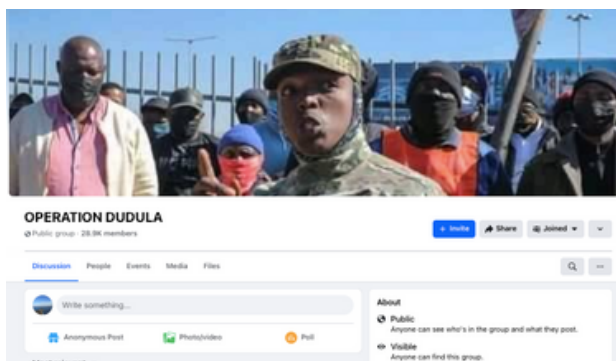 OPERATION DUDULA
Public group · 28.9K members
+ Invite
Share
Joined
Discussion
People
Events
Media
Files
Write something...
Anonymous Post
Photo/video
Poll
About
Public
Anyone can see who's in the group and what they post.
Visible
Anyone can find this group.